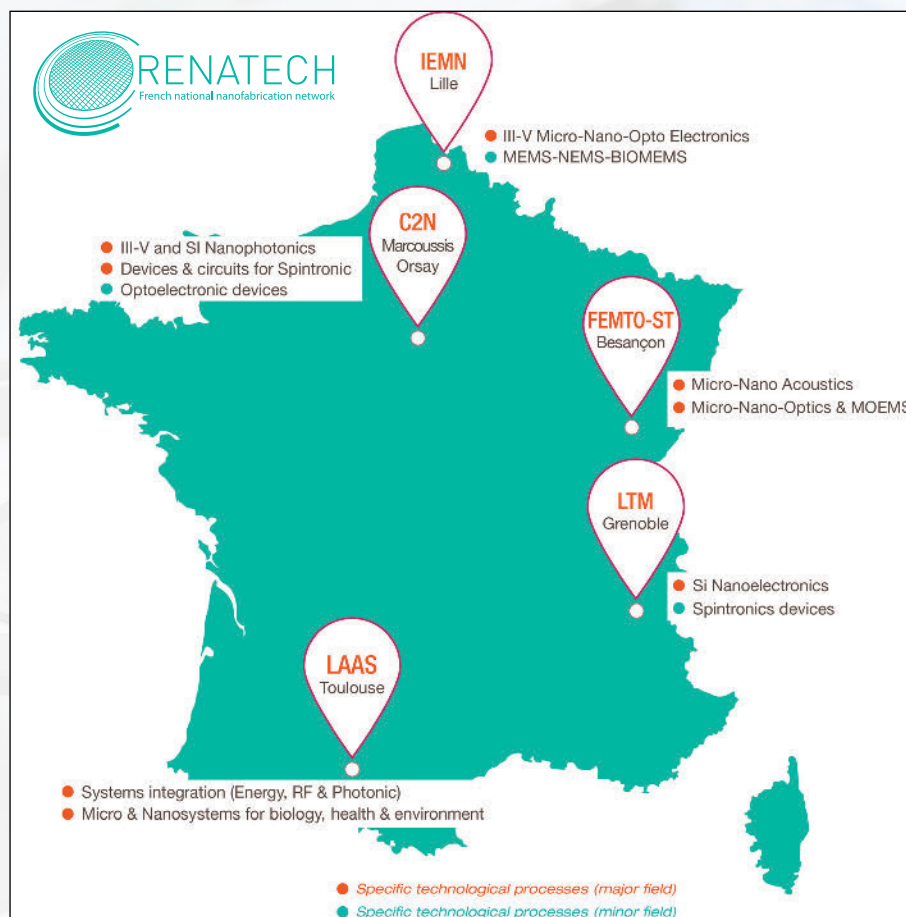 RENATECH
French national nanofabrication network
IEMN
Lille
III-V Micro-Nano-Opto Electronics
MEMS-NEMS-BIOMEMS
C2N
Marcoussis
Orsay
III-V and SI Nanophotonics
Devices & circuits for Spintronic
Optoelectronic devices
FEMTO-ST
Besançon
Micro-Nano Acoustics
Micro-Nano-Optics & MOEMS
LTM
Grenoble
Si Nanoelectronics
Spintronics devices
LAAS
Toulouse
Systems integration (Energy, RF & Photonic)
Micro & Nanosystems for biology, health & environment
Specific technological processes (major field)
Specific technological processes (minor field)